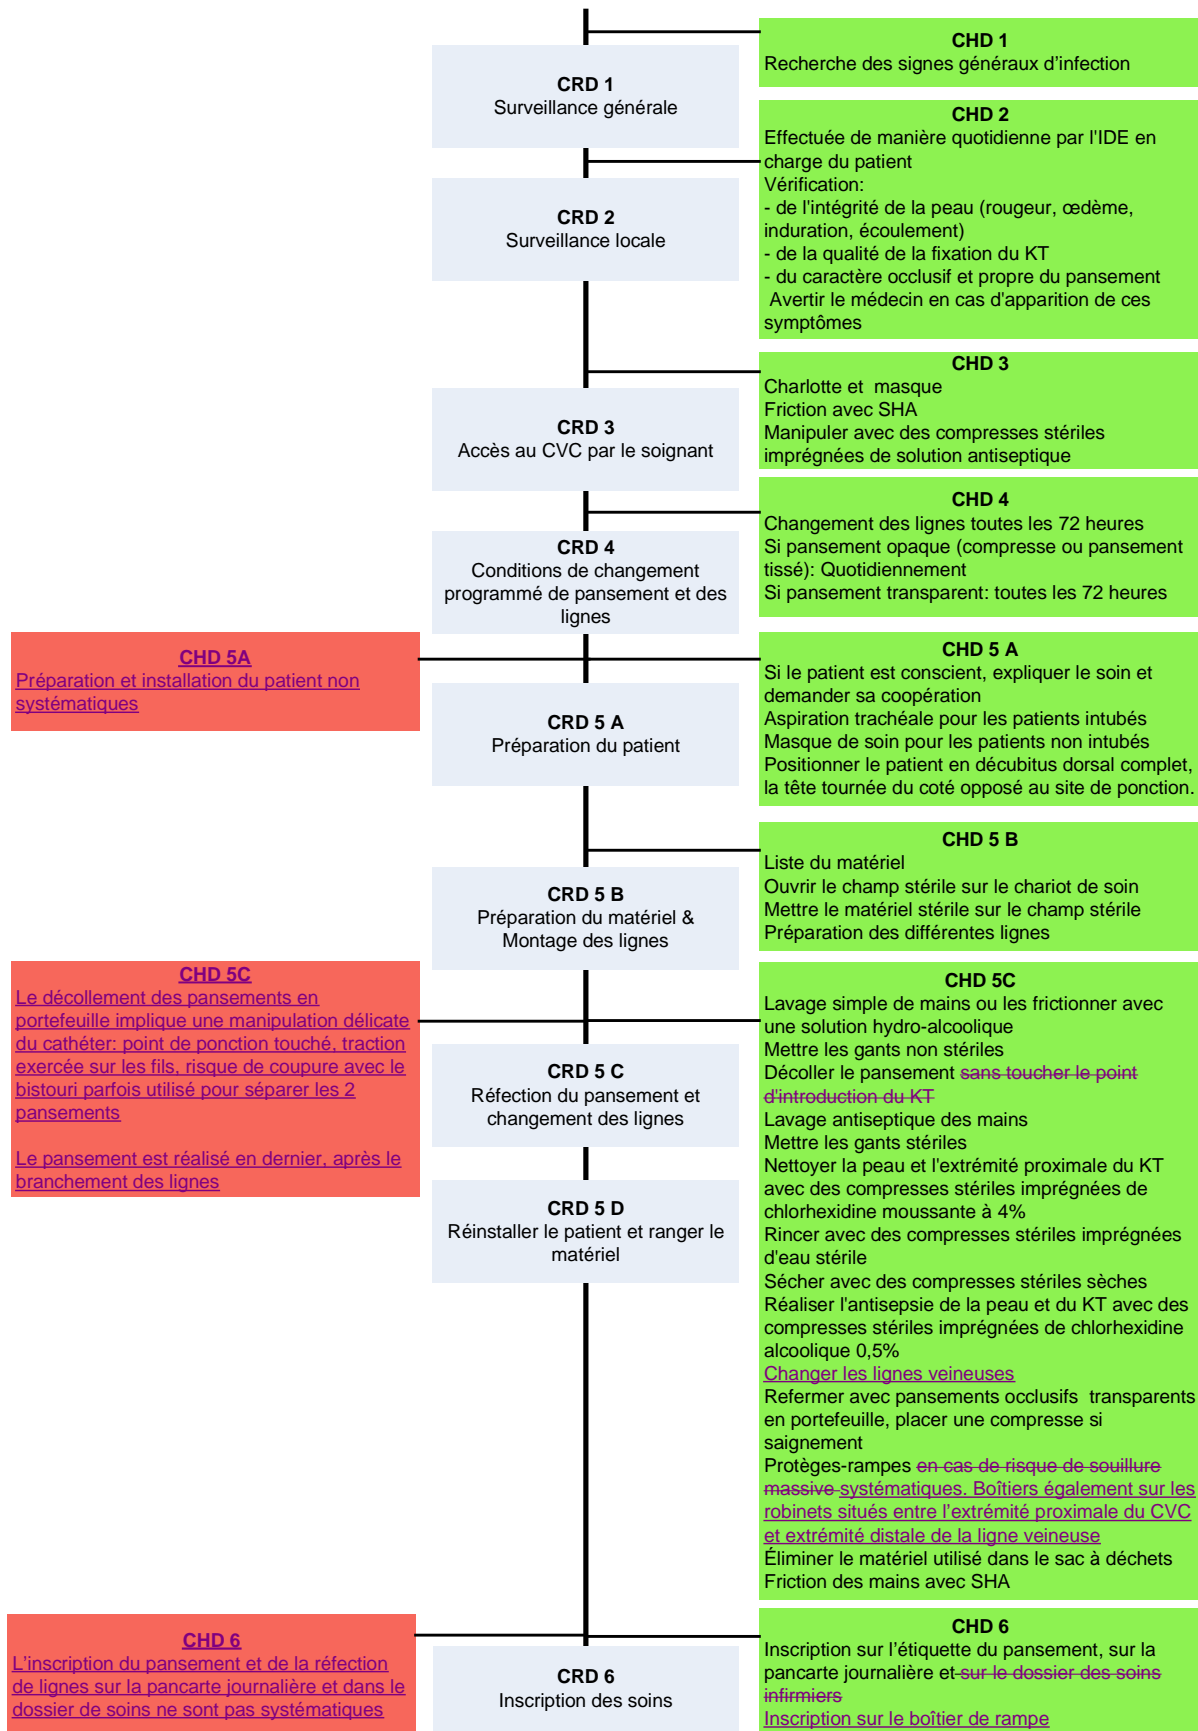 CHD 1
Recherche des signes généraux d'infection
CRD 1
Surveillance générale
CHD 2
Effectuée de manière quotidienne par l'IDE en
charge du patient
Vérification:
- de l'intégrité de la peau (rougeur, œdème,
induration, écoulement)
- de la qualité de la fixation du KT
- du caractère occlusif et propre du pansement
Avertir le médecin en cas d'apparition de ces
symptômes
CRD 2
Surveillance locale
CHD 3
Charlotte et masque
Friction avec SHA
Manipuler avec des compresses stériles
imprégnées de solution antiseptique
CRD 3
Accès au CVC par le soignant
CHD 4
Changement des lignes toutes les 72 heures
Si pansement opaque (compresse ou pansement
tissé): Quotidiennement
Si pansement transparent: toutes les 72 heures
CRD 4
Conditions de changement
programmé de pansement et des
lignes
CHD 5A
Préparation et installation du patient non
systématiques
CHD 5 A
Si le patient est conscient, expliquer le soin et
demander sa coopération
Aspiration trachéale pour les patients intubés
Masque de soin pour les patients non intubés
Positionner le patient en décubitus dorsal complet,
la tête tournée du coté opposé au site de ponction.
CRD 5 A
Préparation du patient
CHD 5 B
Liste du matériel
Ouvrir le champ stérile sur le chariot de soin
Mettre le matériel stérile sur le champ stérile
Préparation des différentes lignes
CRD 5 B
Préparation du matériel &
Montage des lignes
CHD 5C
Le décollement des pansements en
portefeuille implique une manipulation délicate
du cathéter: point de ponction touché, traction
exercée sur les fils, risque de coupure avec le
bistouri parfois utilisé pour séparer les 2
pansements
Le pansement est réalisé en dernier, après le
branchement des lignes
CRD 5 C
Réfection du pansement et
changement des lignes
CRD 5 D
Réinstaller le patient et ranger le
matériel
CHD 5C
Lavage simple de mains ou les frictionner avec
une solution hydro-alcoolique
Mettre les gants non stériles
Décoller le pansement sans toucher le point
d'introduction du KT
Lavage antiseptique des mains
Mettre les gants stériles
Nettoyer la peau et l'extrémité proximale du KT
avec des compresses stériles imprégnées de
chlorhexidine moussante à 4%
Rincer avec des compresses stériles imprégnées
d'eau stérile
Sécher avec des compresses stériles sèches
Réaliser l'antisepsie de la peau et du KT avec des
compresses stériles imprégnées de chlorhexidine
alcoolique 0,5%
Changer les lignes veineuses
Refermer avec pansements occlusifs transparents
en portefeuille, placer une compresse si
saignement
Protèges-rampes en cas de risque de souillure
massive systématiques. Boîtiers également sur les
robinets situés entre l'extrémité proximale du CVC
et extrémité distale de la ligne veineuse
Éliminer le matériel utilisé dans le sac à déchets
Friction des mains avec SHA
CHD 6
L'inscription du pansement et de la réfection
de lignes sur la pancarte journalière et dans le
dossier de soins ne sont pas systématiques
CRD 6
Inscription des soins
CHD 6
Inscription sur l'étiquette du pansement, sur la
pancarte journalière et sur le dossier des soins
infirmiers
Inscription sur le boîtier de rampe